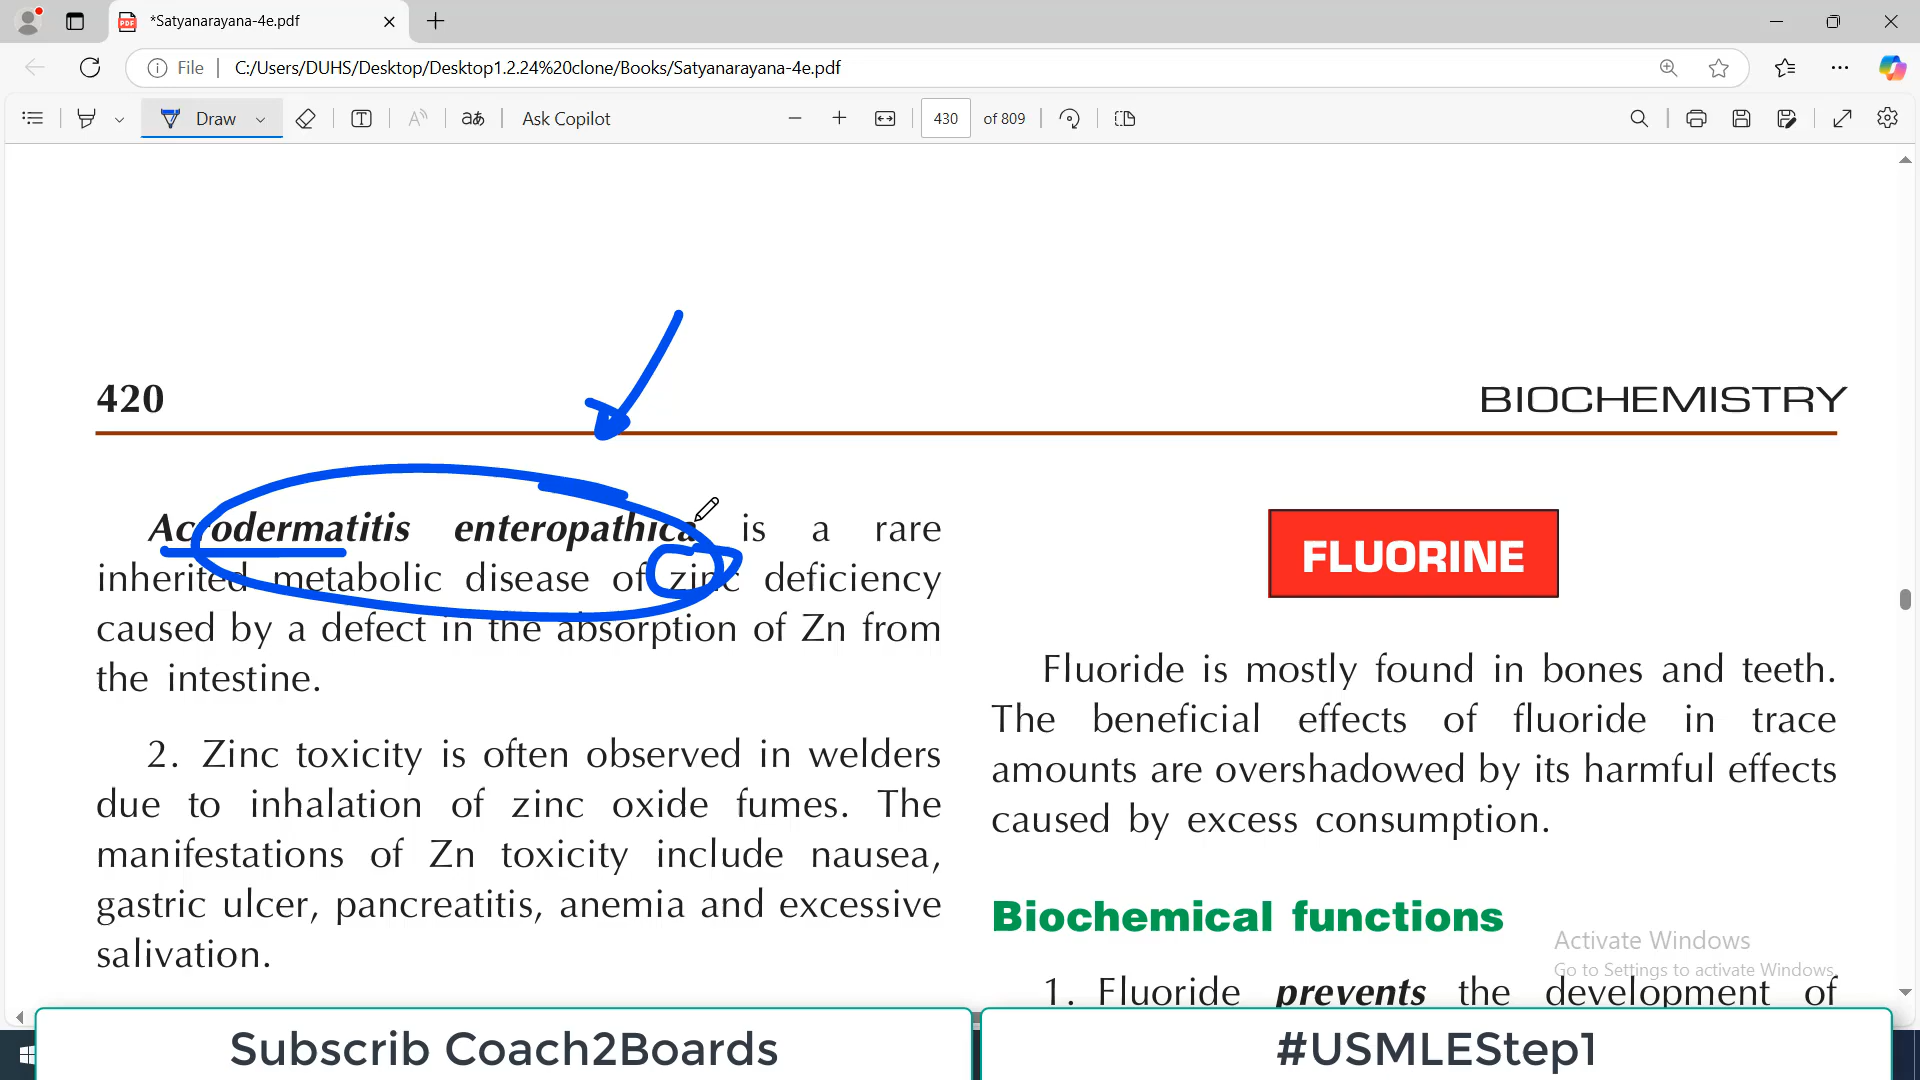 *Satyanarayana-4e.pdf
File
C:/Users/DUHS/Desktop/Desktop1.2.24%20clone/Books/Satyanarayana-4e.pdf
Draw
T
A
aあ
Ask Copilot
430 of 809
420
BIOCHEMISTRY
Acrodermatitis enteropathica is a rare
inherited metabolic disease of zinc deficiency
caused by a defect in the absorption of Zn from
the intestine.
2. Zinc toxicity is often observed in welders
due to inhalation of zinc oxide fumes. The
manifestations of Zn toxicity include nausea,
gastric ulcer, pancreatitis, anemia and excessive
salivation.
FLUORINE
Fluoride is mostly found in bones and teeth.
The beneficial effects of fluoride in trace
amounts are overshadowed by its harmful effects
caused by excess consumption.
Biochemical functions
1. Fluoride prevents the development of
Activate Windows
Go to Settings to activate Windows.
Subscrib Coach2Boards
#USMLEStep1